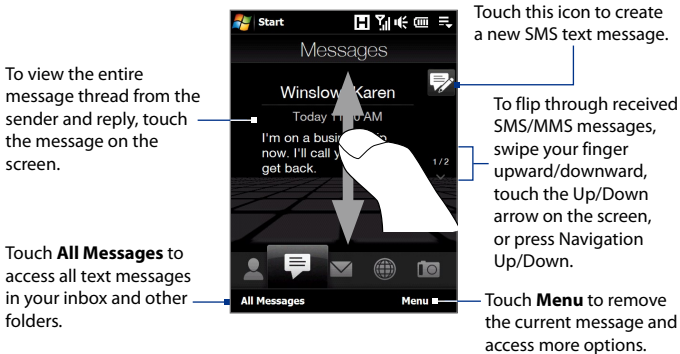 Touch this icon to create
a new SMS text message.
Start
H
Messages
To view the entire
message thread from the
sender and reply, touch
the message on the
screen.
Karen
Today
AM
I'm on a
now. I'll call
get back.
1/2
To flip through received
SMS/MMS messages,
swipe your finger
upward/downward,
touch the Up/Down
arrow on the screen,
or press Navigation
Up/Down.
Touch All Messages to
access all text messages
in your inbox and other
folders.
All Messages
Menu
Touch Menu to remove
the current message and
access more options.